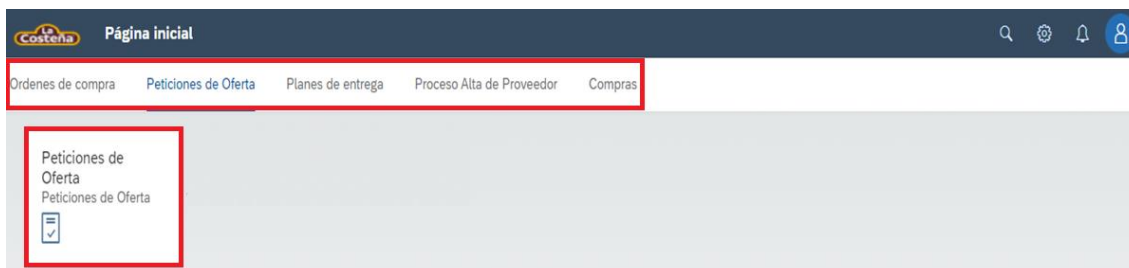 La Costeña Página inicial
Ordenes de compra Peticiones de Oferta Planes de entrega Proceso Alta de Proveedor Compras
Peticiones de
Oferta
Peticiones de Oferta